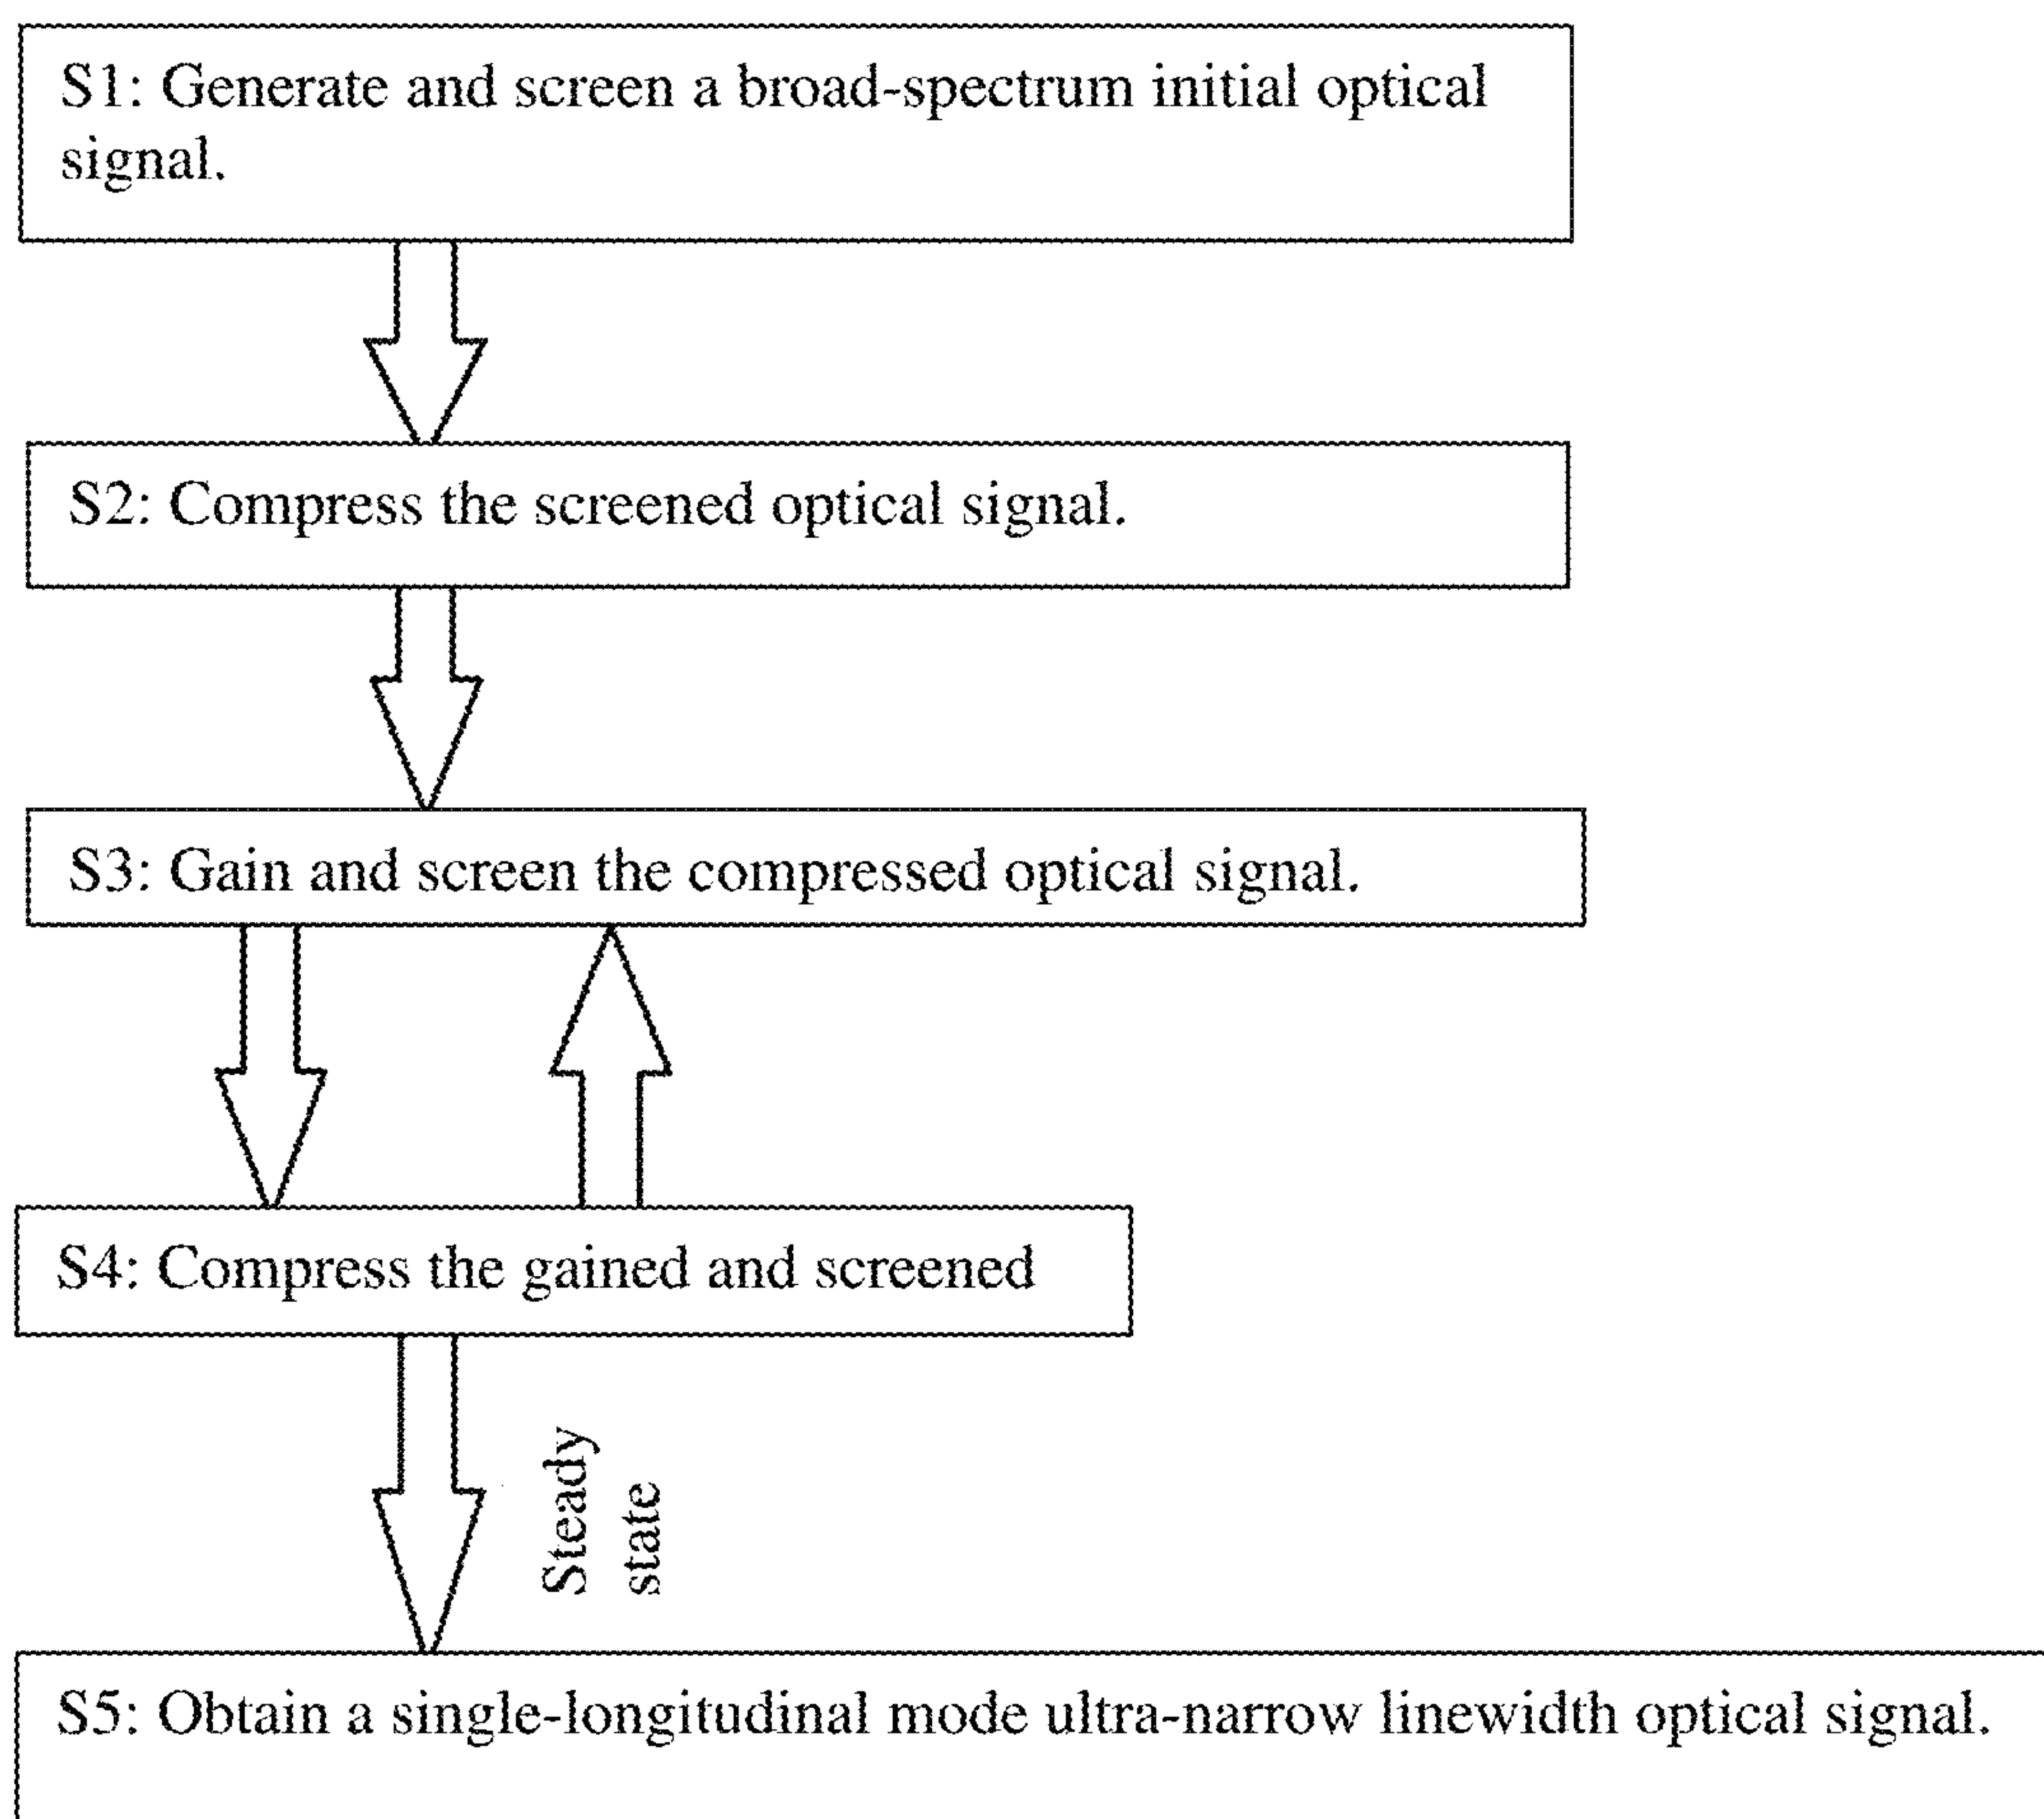 S1: Generate and screen a broad-spectrum initial optical
signal.
S2: Compress the screened optical signal.
S3: Gain and screen the compressed optical signal.
S4: Compress the gained and screened
Steady
state
S5: Obtain a single-longitudinal mode ultra-narrow linewidth optical signal.